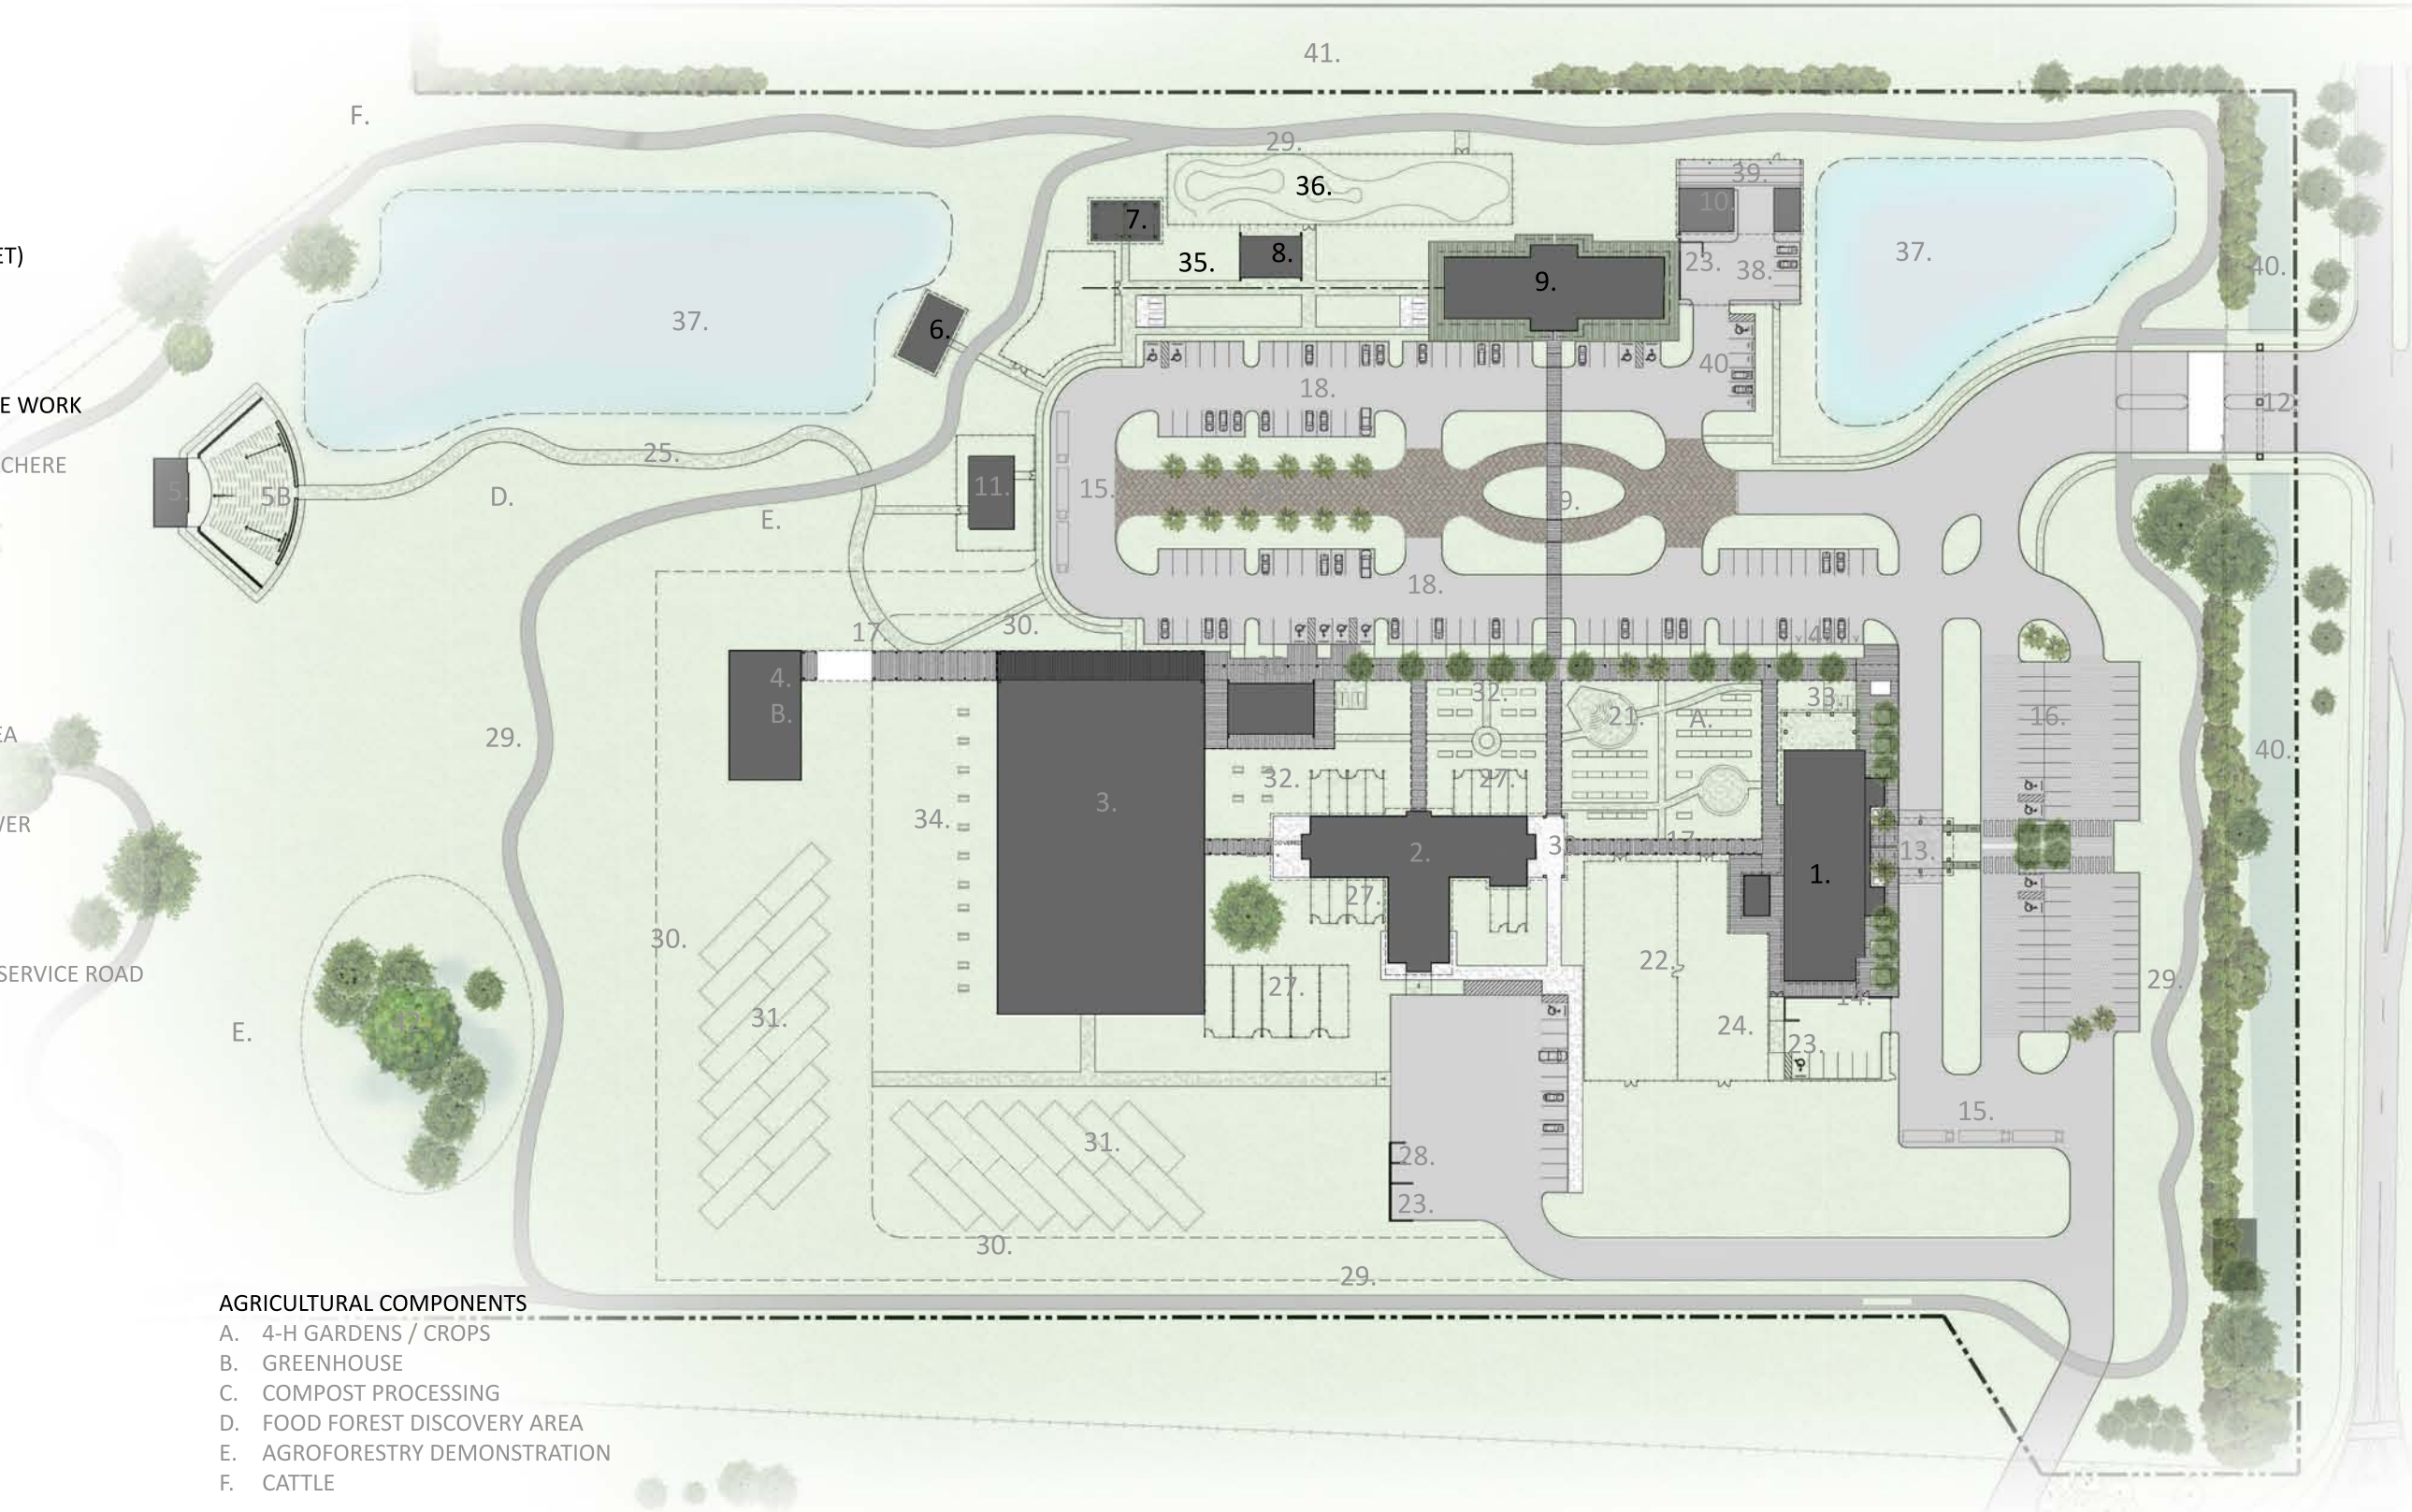 41.
F.
29.
36.
39.
10.
7.
ET)
35.
8.
9.
23.
38.
37.
40.
37.
6.
40.
18.
12.
E WORK
CHERE
25.
5.
5B
D.
11.
15.
9.
E.
18.
17.
30.
4.
B.
32.
21.
A.
33.
16.
EA
29.
40.
32.
27.
3.
34.
VER
17.
2.
3
13.
1.
27.
30.
22.
SERVICE ROAD
27.
29.
14.
31.
24.
E.
23.
15.
31.
28.
23.
30.
29.
AGRICULTURAL COMPONENTS
A. 4-H GARDENS / CROPS
B. GREENHOUSE
C. COMPOST PROCESSING
D. FOOD FOREST DISCOVERY AREA
E. AGROFORESTRY DEMONSTRATION
F. CATTLE